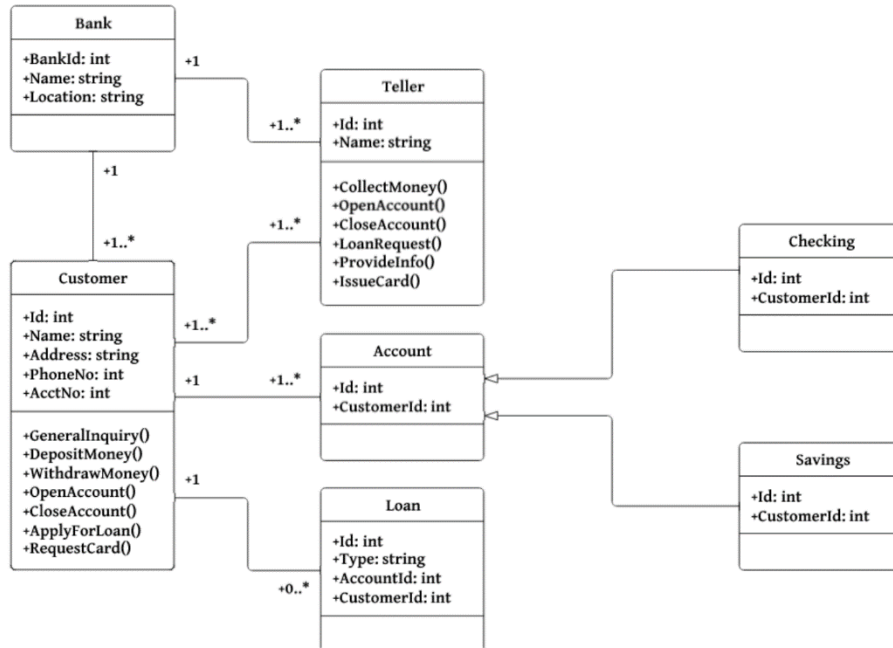 Bank
+BankId: int
+Name: string
+Location: string
+1
+1..*
+1
+1..*
Teller
+Id: int
+Name: string
+CollectMoney()
+OpenAccount()
+CloseAccount()
+LoanRequest()
+ProvideInfo()
+IssueCard()
Customer
+Id: int
+Name: string
+Address: string
+PhoneNo: int
+AcctNo: int
+GeneralInquiry()
+DepositMoney()
+WithdrawMoney()
+OpenAccount()
+CloseAccount()
+ApplyForLoan()
+RequestCard()
+1..*
+1..*
+1
+1..*
+1
+0..*
Account
+Id: int
+CustomerId: int
Loan
+Id: int
+Type: string
+AccountId: int
+CustomerId: int
Checking
+Id: int
+CustomerId: int
Savings
+Id: int
+CustomerId: int